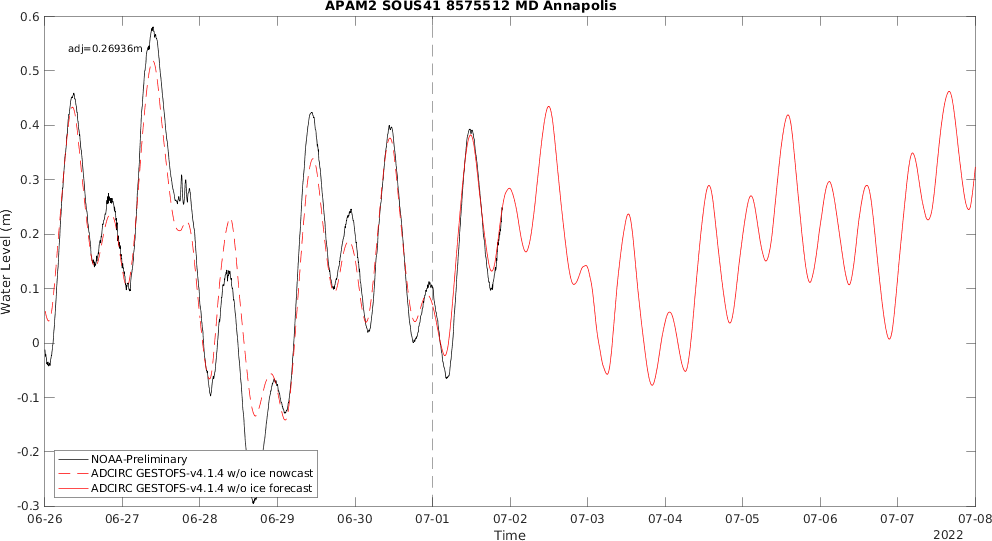 APAM2 SOUS41 8575512 MD Annapolis
adj=0.26936m
0.6
0.5
0.4
0.3
0.2
0.1
0
-0.1
-0.2
-0.3
Water Level (m)
NOAA-Preliminary
ADCIRC GESTOFS-v4.1.4 w/o ice nowcast
ADCIRC GESTOFS-v4.1.4 w/o ice forecast
06-26 06-27 06-28 06-29 06-30 07-01 07-02 07-03 07-04 07-05 07-06 07-07 07-08
Time
2022